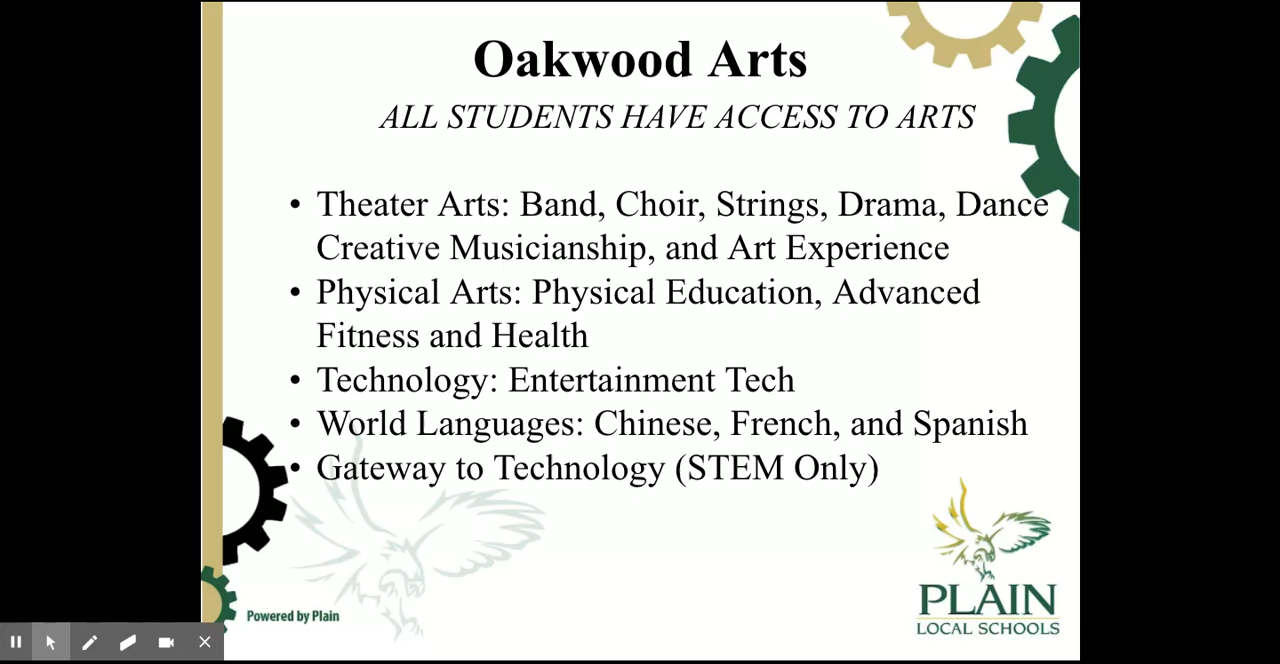 Oakwood Arts
ALL STUDENTS HAVE ACCESS TO ARTS
• Theater Arts: Band, Choir, Strings, Drama, Dance
Creative Musicianship, and Art Experience
• Physical Arts: Physical Education, Advanced
Fitness and Health
• Technology: Entertainment Tech
• World Languages: Chinese, French, and Spanish
• Gateway to Technology (STEM Only)
Powered by Plain
PLAIN
LOCAL SCHOOLS